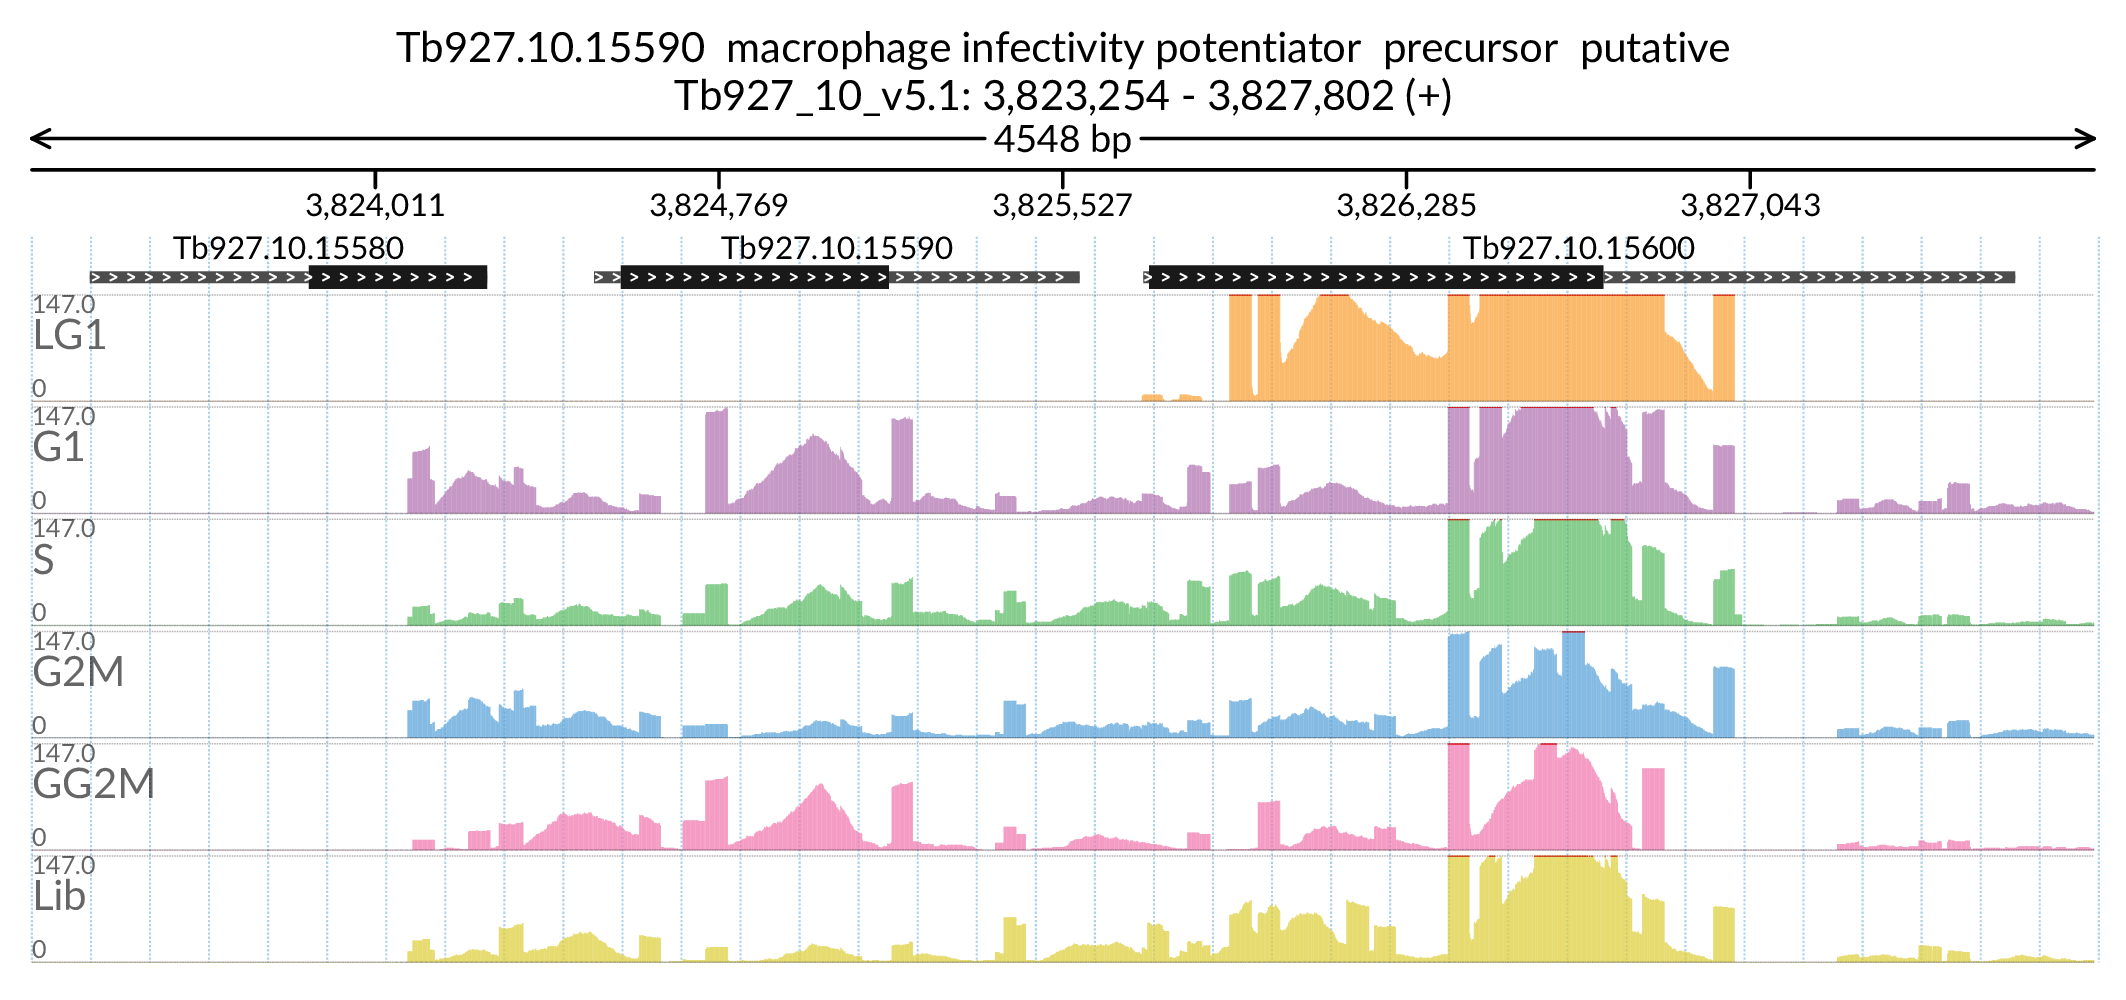 Tb927.10.15590 macrophage infectivity potentiator precursor putative
Tb927_10_v5.1: 3,823,254 - 3,827,802 (+)
4548 bp
3,824,011 3,824,769 3,825,527 3,826,285 3,827,043
Tb927.10.15580 Tb927.10.15590 Tb927.10.15600
147.0
LG1
0
147.0
G1
0
147.0
S
0
147.0
G2M
0
147.0
GG2M
0
147.0
Lib
0